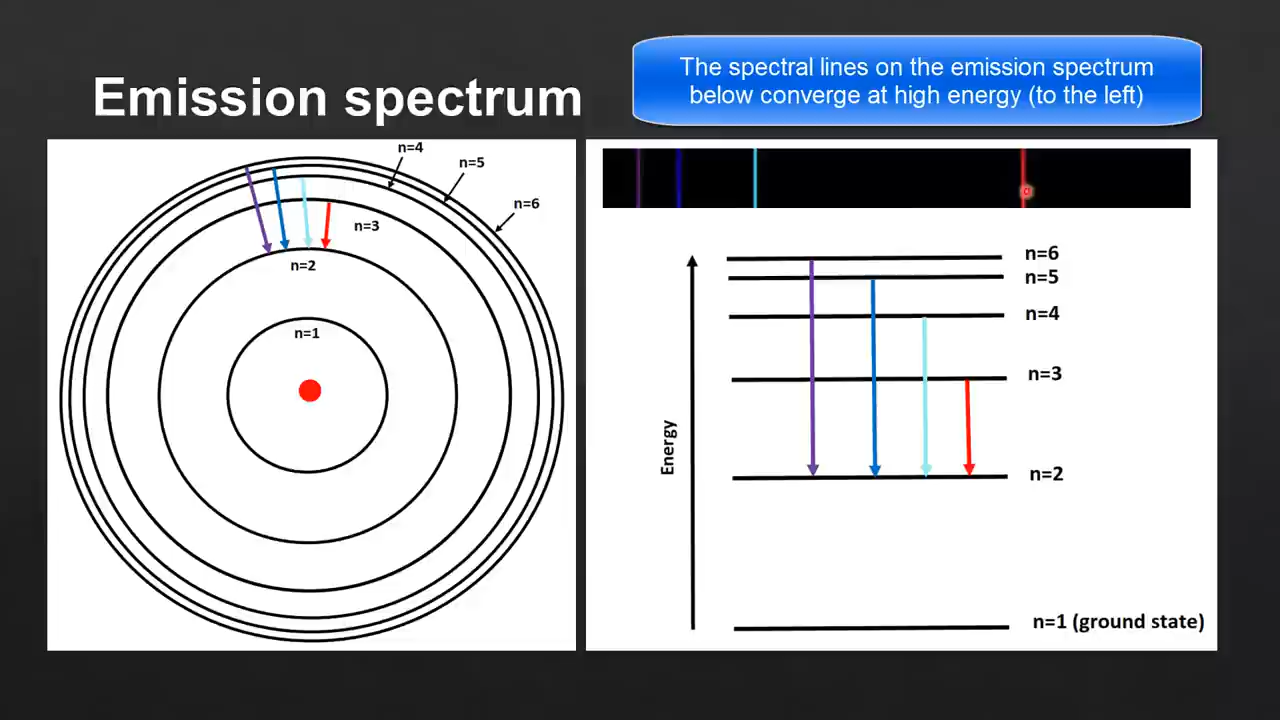 Emission spectrum
The spectral lines on the emission spectrum
below converge at high energy (to the left)
n=4
n=5
n=6
n=3
n=2
n=1
n=6
n=5
n=4
n=3
Energy
n=2
n=1 (ground state)